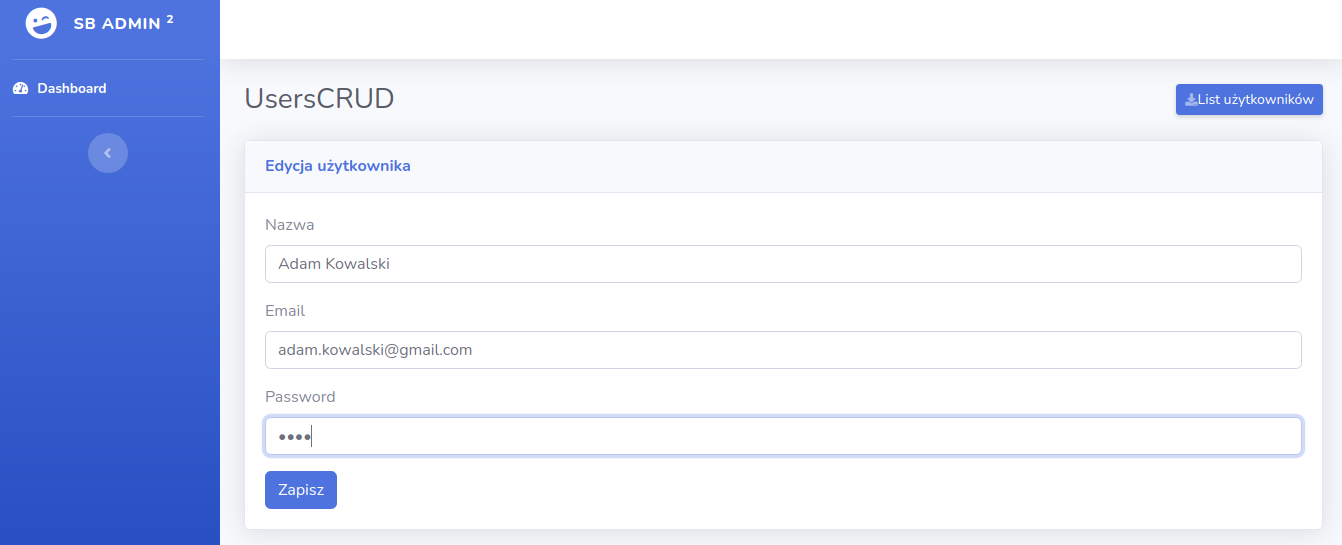 SB ADMIN 2
Dashboard
UsersCRUD
List użytkowników
Edycja użytkownika
Nazwa
Adam Kowalski
Email
adam.kowalski@gmail.com
Password
••••
Zapisz